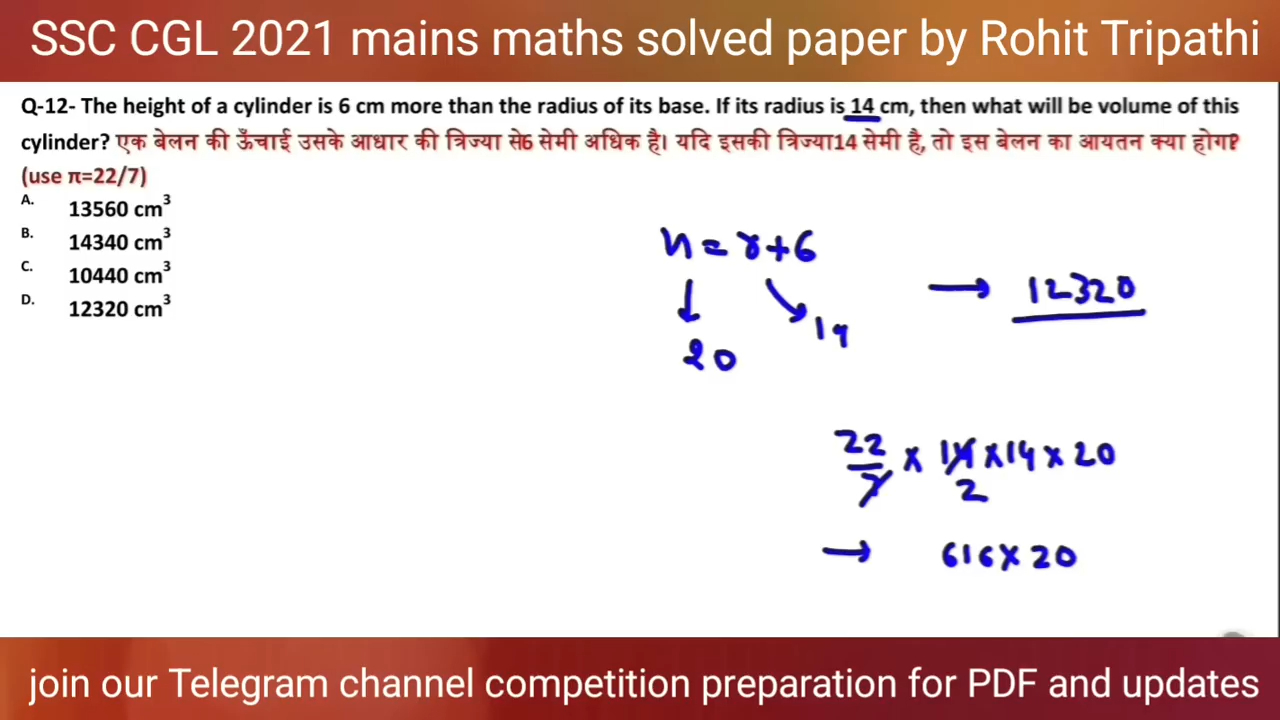 SSC CGL 2021 mains maths solved paper by Rohit Tripathi
Q-12- The height of a cylinder is 6 cm more than the radius of its base. If its radius is 14 cm, then what will be volume of this
cylinder? एक बेलन की ऊँचाई उसके आधार की त्रिज्या से6 सेमी अधिक है। यदि इसकी त्रिज्या14 सेमी है, तो इस बेलन का आयतन क्या होगा?
(use π=22/7)
A. 13560 cm³
B. 14340 cm³
C. 10440 cm³
D. 12320 cm³
h = r + 6
→ 12320
14
20
22/7 × 14 × 14 × 20
2
→ 616 × 20
join our Telegram channel competition preparation for PDF and updates